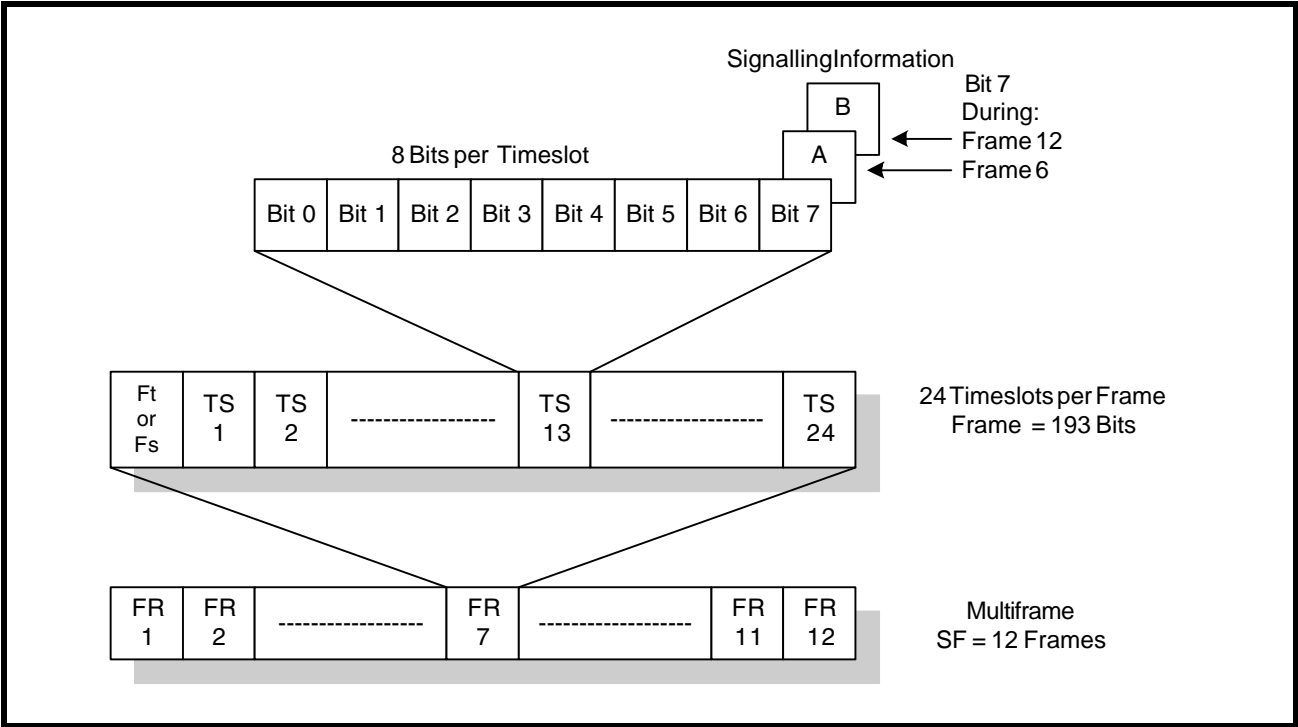 SignallingInformation
Bit 7
During:
Frame 12
Frame 6
B
A
8 Bits per Timeslot
Bit 0 Bit 1 Bit 2 Bit 3 Bit 4 Bit 5 Bit 6 Bit 7
Ft
or
Fs
TS
1
TS
2
TS
13
TS
24
24 Timeslots per Frame
Frame = 193 Bits
FR
1
FR
2
FR
7
FR
11
FR
12
Multiframe
SF = 12 Frames